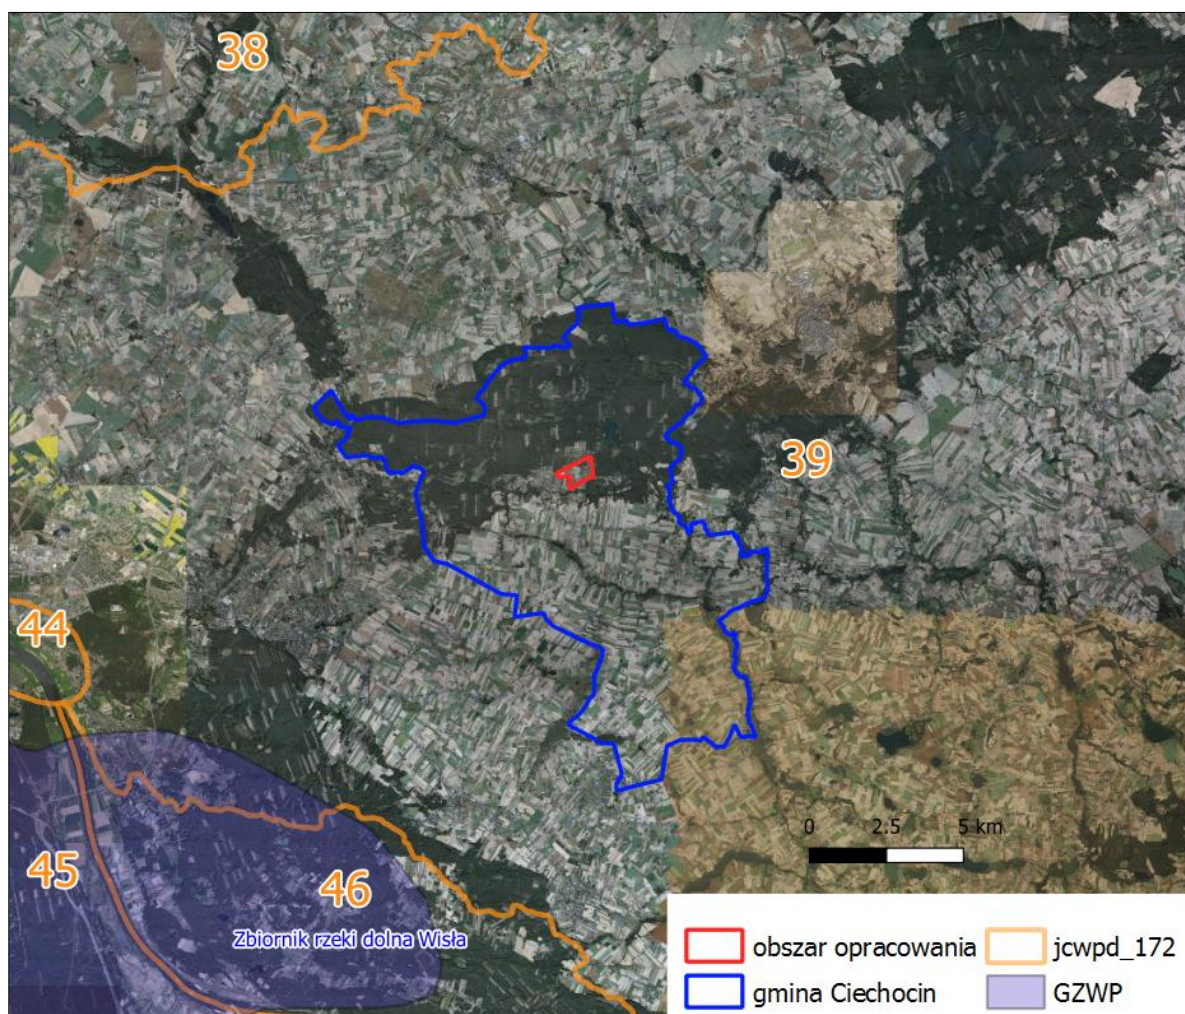 38
39
44
45
46
Zbiornik rzeki dolna Wisła
0 2.5 5 km
obszar opracowania
jcwpd_172
gmina Ciechocin
GZWP